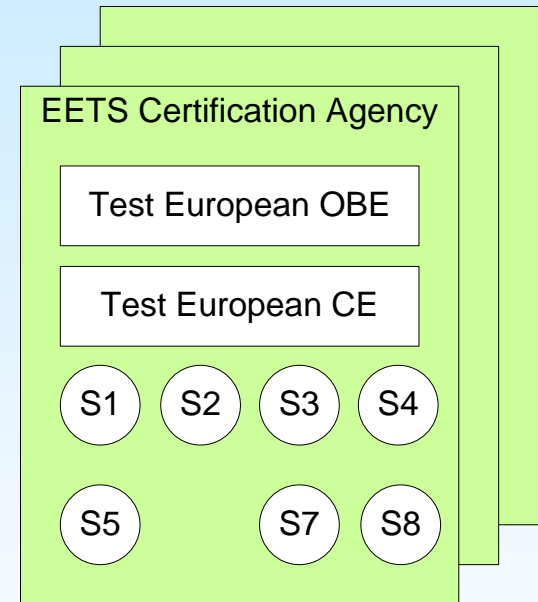 EETS Certification Agency
Test European OBE
Test European CE
S1 S2 S3 S4
S5 S7 S8